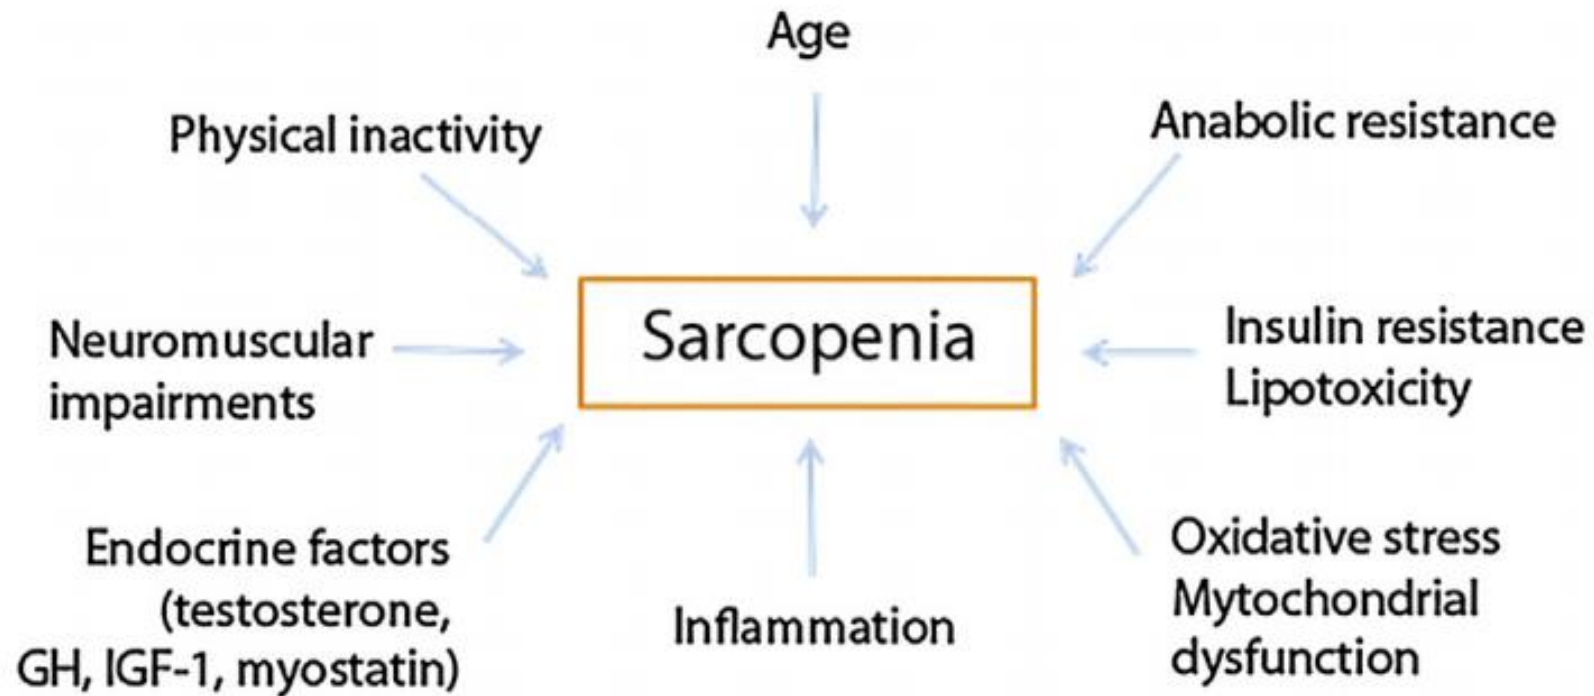 Age
Physical inactivity
Anabolic resistance
Neuromuscular
impairments
Sarcopenia
Insulin resistance
Lipotoxicity
Endocrine factors
(testosterone,
GH, IGF-1, myostatin)
Inflammation
Oxidative stress
Mytochondrial
dysfunction